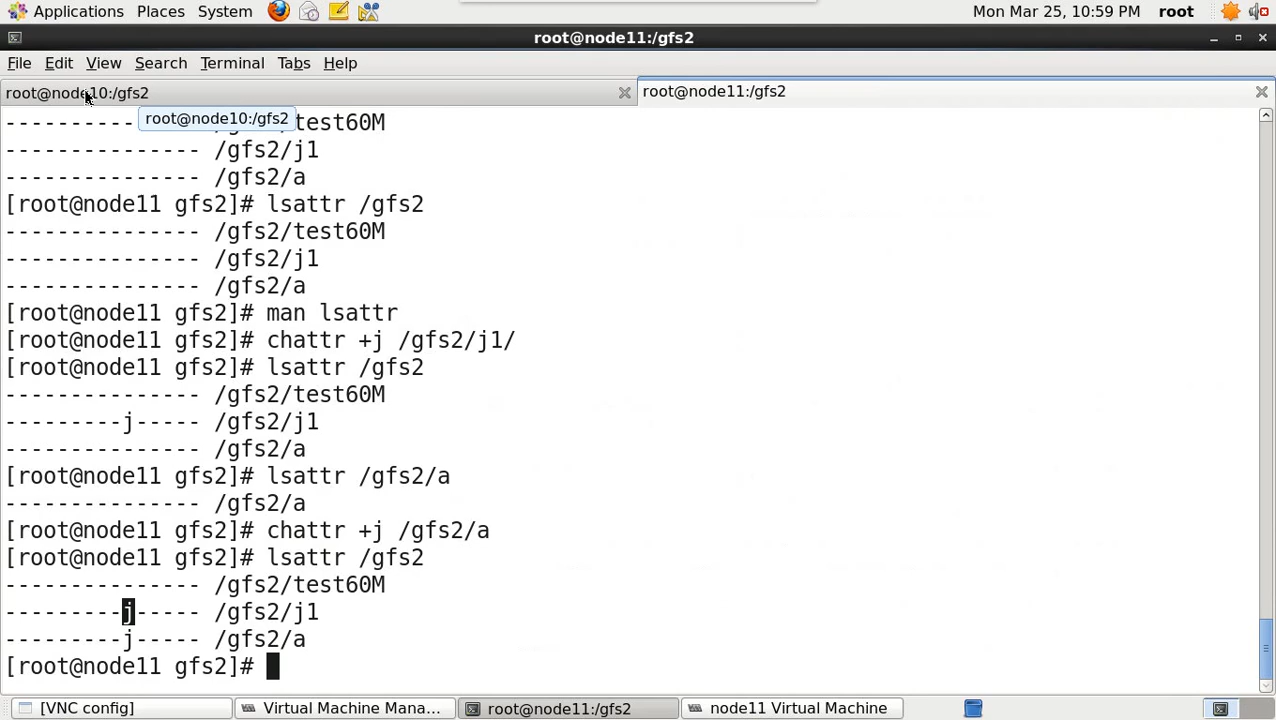 Applications Places System Mon Mar 25, 10:59 PM root
root@node11:/gfs2
File Edit View Search Terminal Tabs Help
root@node10:/gfs2 root@node11:/gfs2
root@node10:/gfs2
---------- test60M
--------------- /gfs2/j1
--------------- /gfs2/a
[root@node11 gfs2]# lsattr /gfs2
--------------- /gfs2/test60M
--------------- /gfs2/j1
--------------- /gfs2/a
[root@node11 gfs2]# man lsattr
[root@node11 gfs2]# chattr +j /gfs2/j1/
[root@node11 gfs2]# lsattr /gfs2
--------------- /gfs2/test60M
---------j----- /gfs2/j1
--------------- /gfs2/a
[root@node11 gfs2]# lsattr /gfs2/a
--------------- /gfs2/a
[root@node11 gfs2]# chattr +j /gfs2/a
[root@node11 gfs2]# lsattr /gfs2
--------------- /gfs2/test60M
---------j----- /gfs2/j1
---------j----- /gfs2/a
[root@node11 gfs2]#
[VNC config] Virtual Machine Mana... root@node11:/gfs2 node11 Virtual Machine